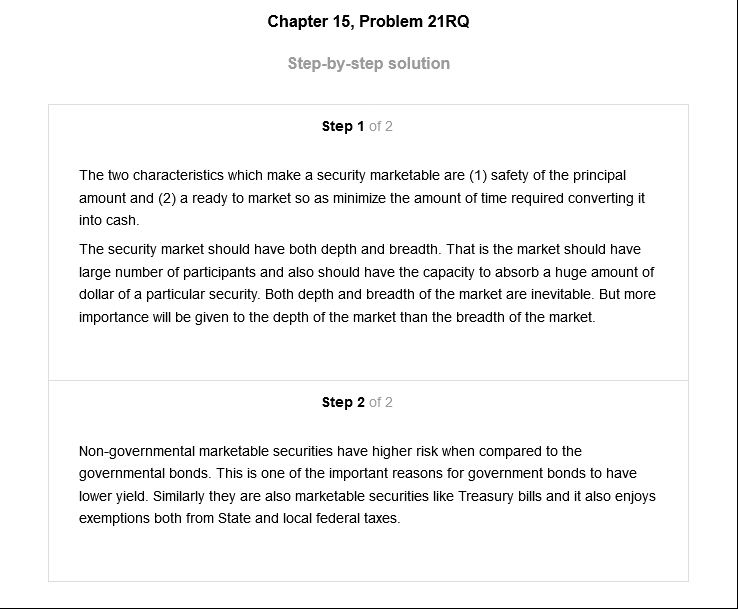 Chapter 15, Problem 21RQ
Step-by-step solution
Step 1 of 2
The two characteristics which make a security marketable are (1) safety of the principal
amount and (2) a ready to market so as minimize the amount of time required converting it
into cash.
The security market should have both depth and breadth. That is the market should have
large number of participants and also should have the capacity to absorb a huge amount of
dollar of a particular security. Both depth and breadth of the market are inevitable. But more
importance will be given to the depth of the market than the breadth of the market.
Step 2 of 2
Non-governmental marketable securities have higher risk when compared to the
governmental bonds. This is one of the important reasons for government bonds to have
lower yield. Similarly they are also marketable securities like Treasury bills and it also enjoys
exemptions both from State and local federal taxes.